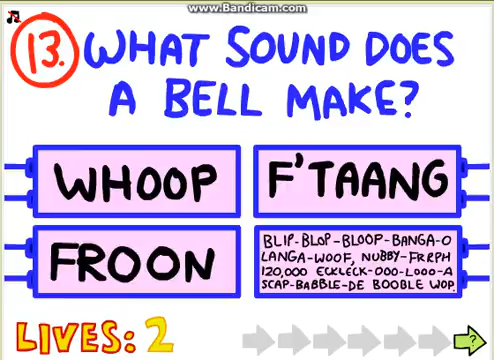 www.Bandicam.com
13. WHAT SOUND DOES
A BELL MAKE?
WHOOP
F'TAANG
FROON
BLIP-BLOP-BLOOP-BANGA-O
LANGA-WOOF, NUBBY-FRRPH
120,000 ECKLECK-OOO-LOOO-A
SCAP-BABBLE-DE BOOBLE WOP.
LIVES: 2
?